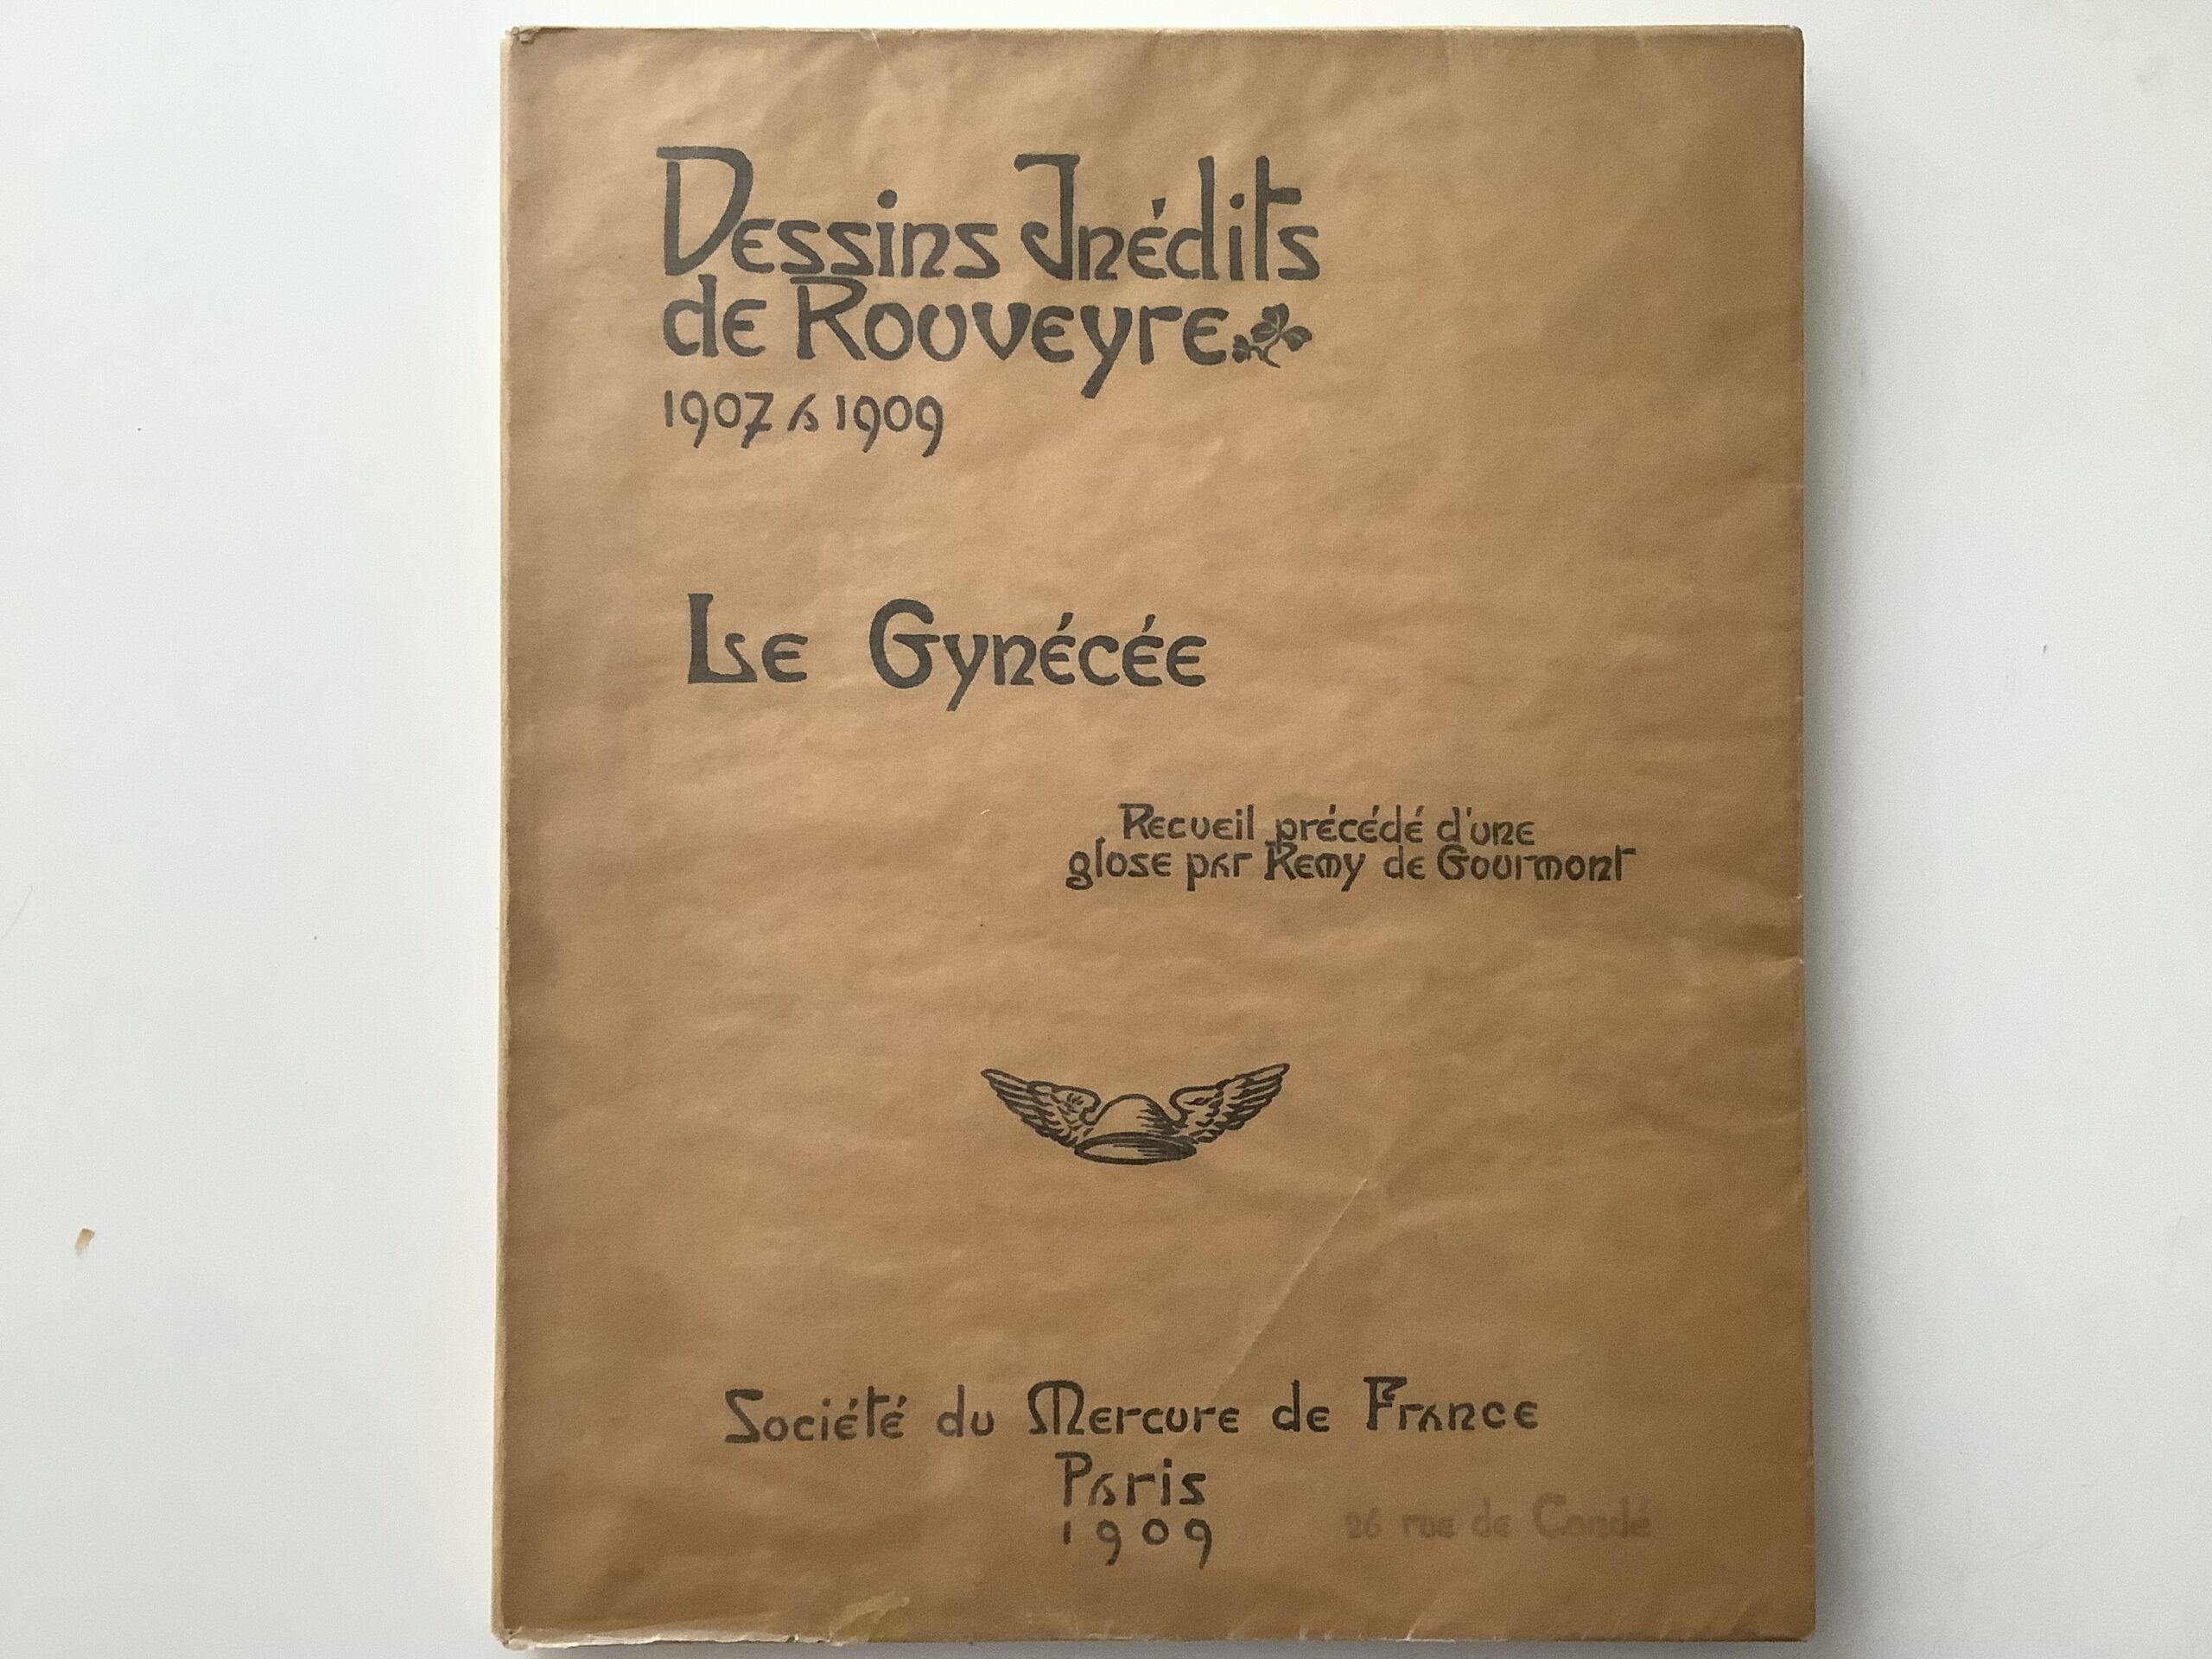 Dessins Inédits
de Rouveyre
1907 à 1909
Le Gynécée
Recueil précédé d'une
glose par Remy de Gourmont
Société du Mercure de France
Paris
1909
26 rue de Condé